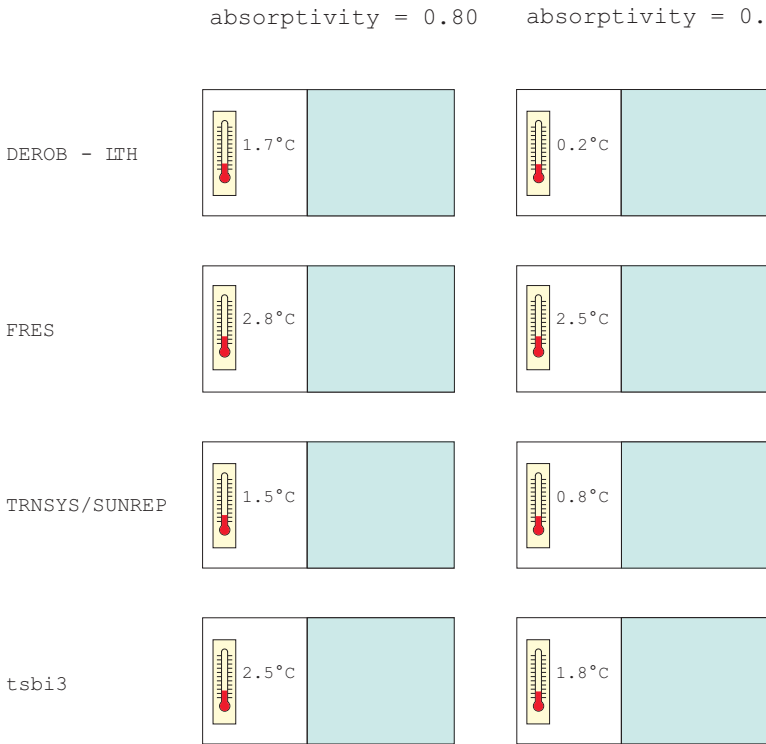 absorptivity = 0.80 absorptivity = 0.
DEROB - LTH 1.7°C 0.2°C
FRES 2.8°C 2.5°C
TRNSYS/SUNREP 1.5°C 0.8°C
tsbi3 2.5°C 1.8°C